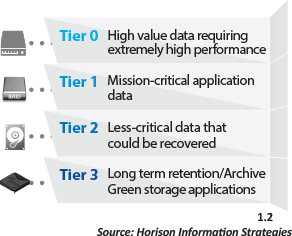 Tier 0 High value data requiring
extremely high performance
RAID
Tier 1 Mission-critical application
data
Tier 2 Less-critical data that
could be recovered
Tier 3 Long term retention/Archive
Green storage applications
1.2
Source: Horison Information Strategies